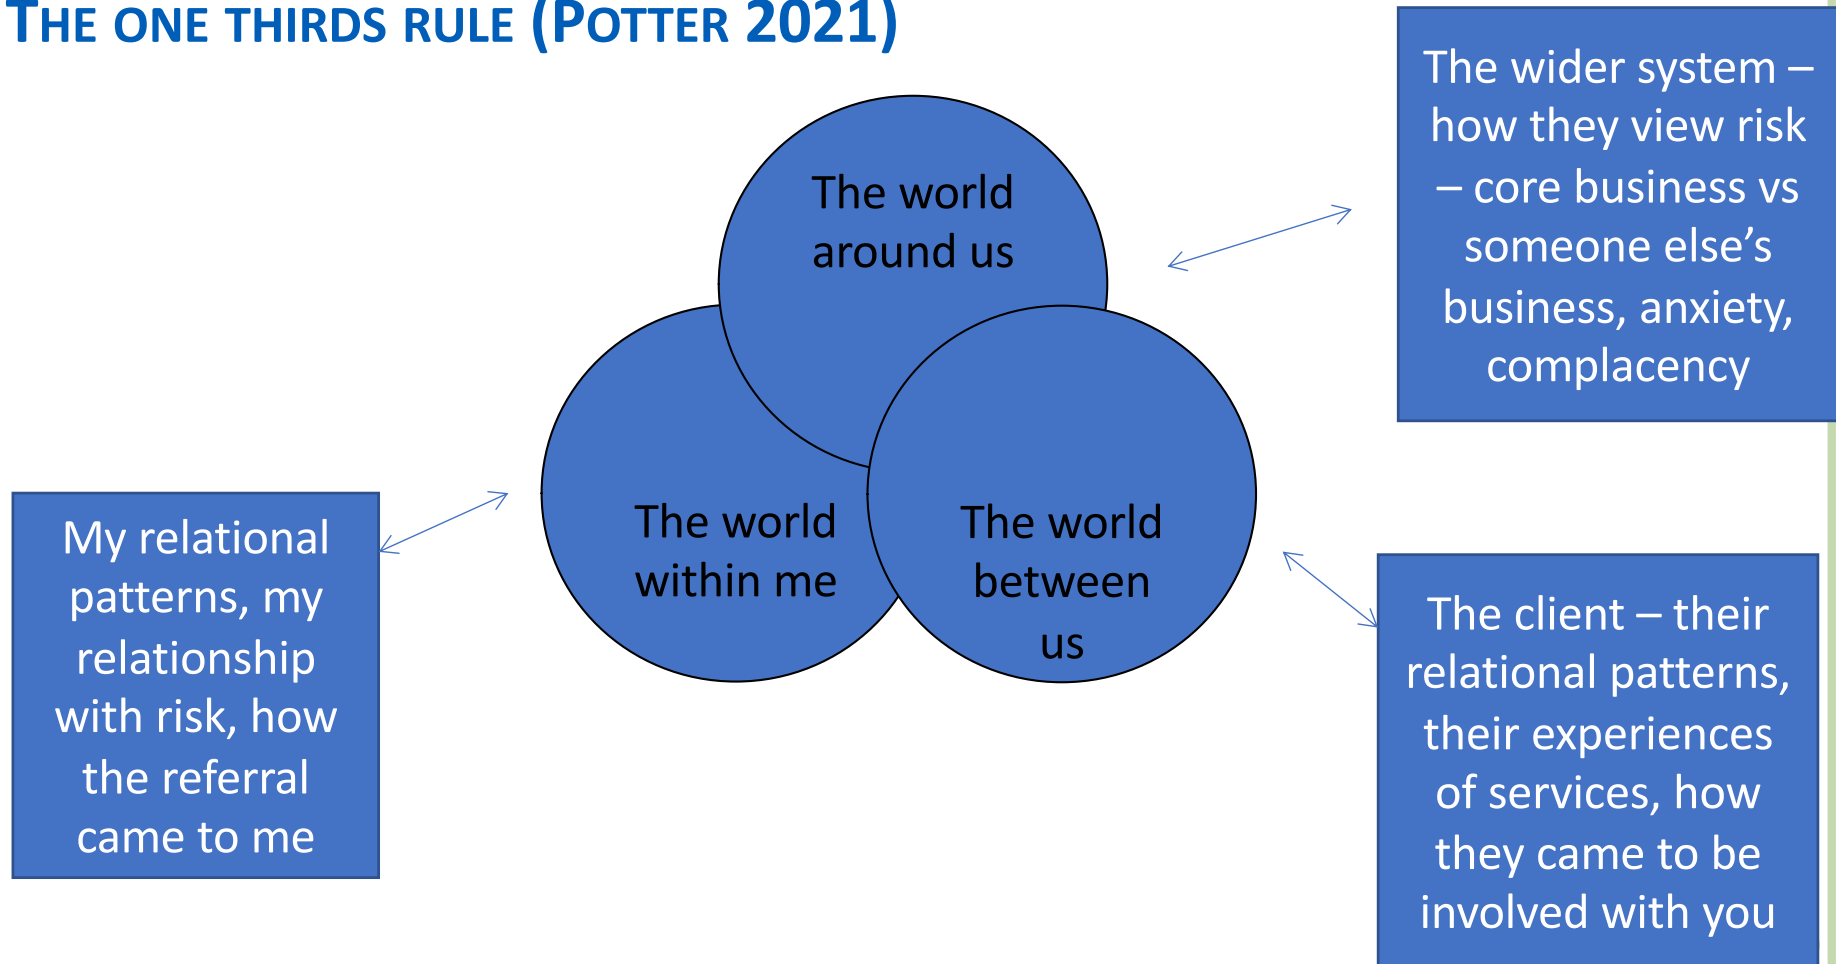 THE ONE THIRDS RULE (POTTER 2021)
The wider system –
how they view risk
– core business vs
someone else’s
business, anxiety,
complacency
The world
around us
The world
within me
The world
between
us
My relational
patterns, my
relationship
with risk, how
the referral
came to me
The client – their
relational patterns,
their experiences
of services, how
they came to be
involved with you